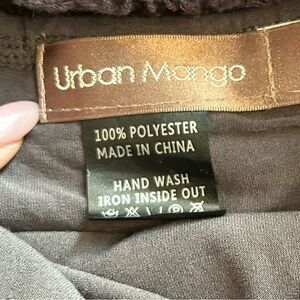 Urban Mango
100% POLYESTER
MADE IN CHINA
HAND WASH
IRON INSIDE OUT